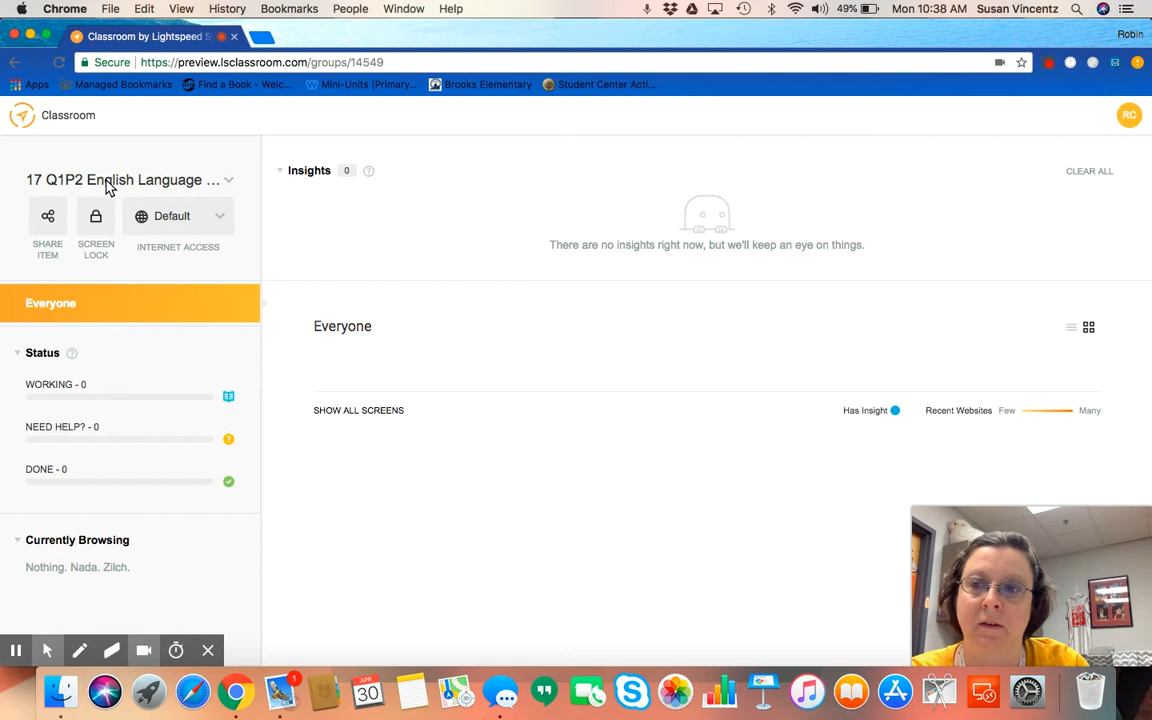 Chrome File Edit View History Bookmarks People Window Help 49% Mon 10:38 AM Susan Vincentz
Classroom by Lightspeed S Robin
Secure https://preview.lsclassroom.com/groups/14549
Apps Managed Bookmarks Find a Book - Welc... Mini-Units (Primary... Brooks Elementary Student Center Acti...
Classroom RC
17 Q1P2 English Language ...
Default
SHARE ITEM
SCREEN LOCK
INTERNET ACCESS
Insights 0 ? CLEAR ALL
There are no insights right now, but we'll keep an eye on things.
Everyone
Everyone
Status ?
WORKING - 0
NEED HELP? - 0
?
DONE - 0
SHOW ALL SCREENS Has Insight Recent Websites Few Many
Currently Browsing
Nothing. Nada. Zilch.
1
APR
30